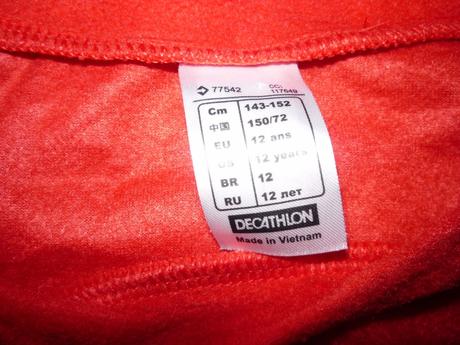 77542 CC: 117649
Cm 143-152
中国 150/72
EU 12 ans
US 12 years
BR 12
RU 12 лет
DECATHLON
Made in Vietnam